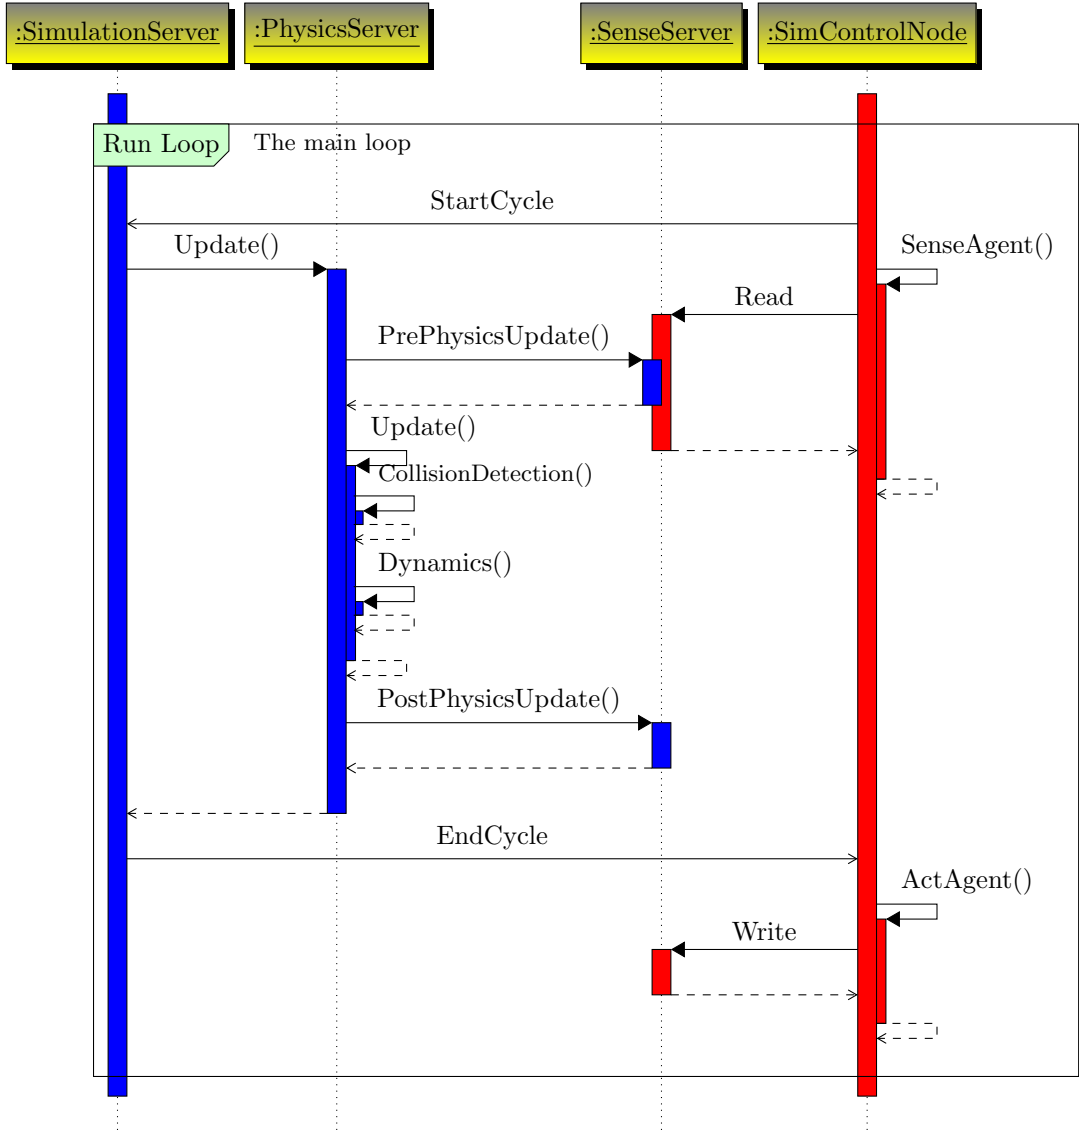 :SimulationServer
:PhysicsServer
:SenseServer
:SimControlNode
Run Loop
The main loop
StartCycle
Update()
SenseAgent()
Read
PrePhysicsUpdate()
Update()
CollisionDetection()
Dynamics()
PostPhysicsUpdate()
EndCycle
ActAgent()
Write